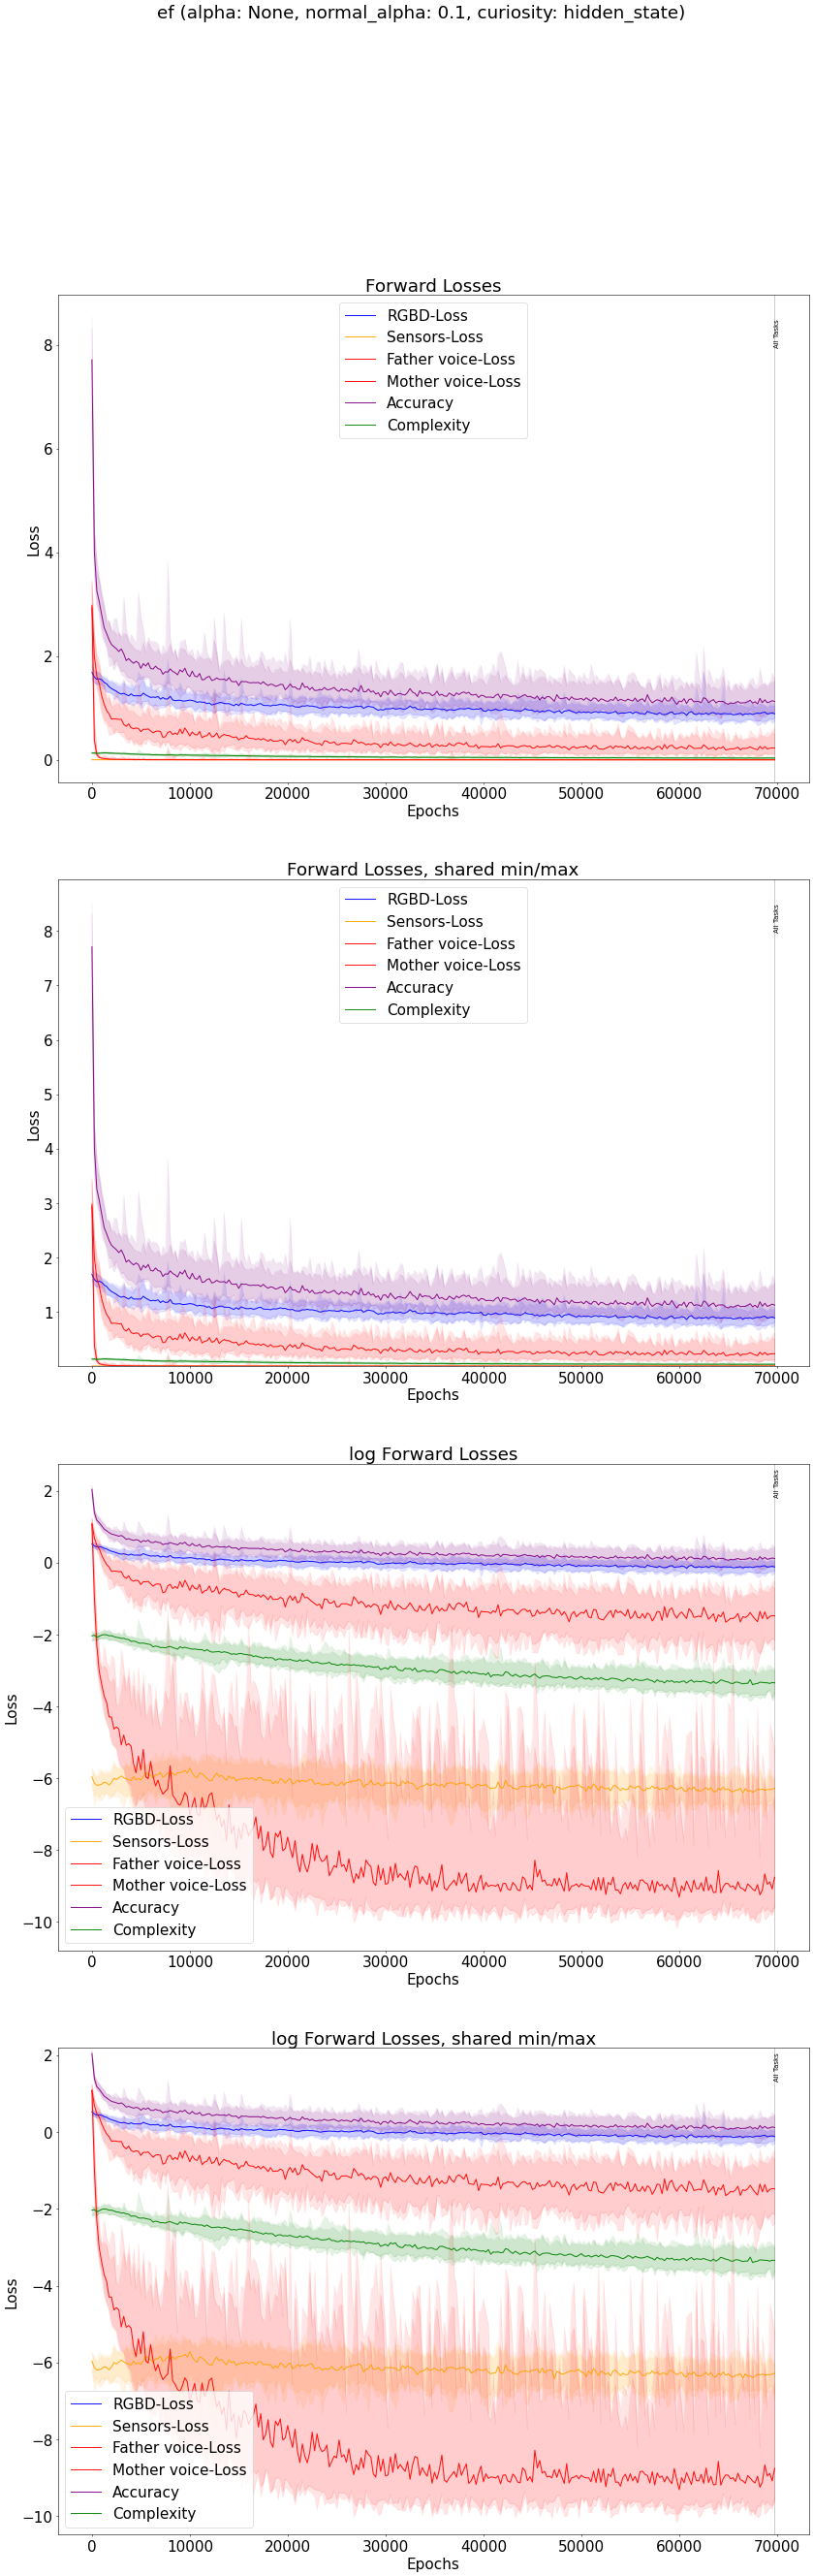 ef (alpha: None, normal_alpha: 0.1, curiosity: hidden_state)
Forward Losses
RGBD-Loss
Sensors-Loss
Father voice-Loss
Mother voice-Loss
Accuracy
Complexity
All Tasks
8
6
4
2
0
Loss
0 10000 20000 30000 40000 50000 60000 70000
Epochs
Forward Losses, shared min/max
RGBD-Loss
Sensors-Loss
Father voice-Loss
Mother voice-Loss
Accuracy
Complexity
All Tasks
8
7
6
5
4
3
2
1
Loss
0 10000 20000 30000 40000 50000 60000 70000
Epochs
log Forward Losses
All Tasks
2
0
−2
−4
−6
−8
−10
Loss
RGBD-Loss
Sensors-Loss
Father voice-Loss
Mother voice-Loss
Accuracy
Complexity
0 10000 20000 30000 40000 50000 60000 70000
Epochs
log Forward Losses, shared min/max
All Tasks
2
0
−2
−4
−6
−8
−10
Loss
RGBD-Loss
Sensors-Loss
Father voice-Loss
Mother voice-Loss
Accuracy
Complexity
0 10000 20000 30000 40000 50000 60000 70000
Epochs